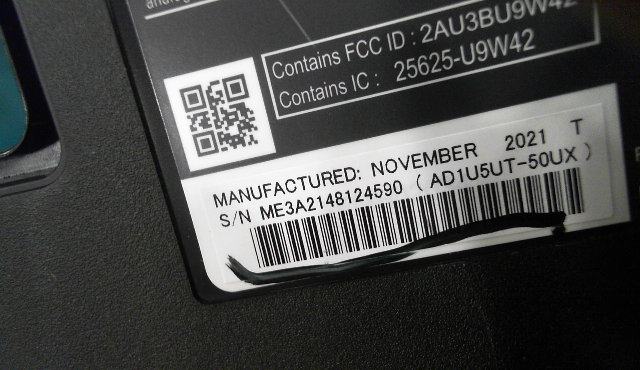 Contains FCC ID : 2AU3BU9W42
Contains IC : 25625-U9W42
MANUFACTURED: NOVEMBER 2021 T
S/N ME3A2148124590 ( AD1U5UT-50UX )